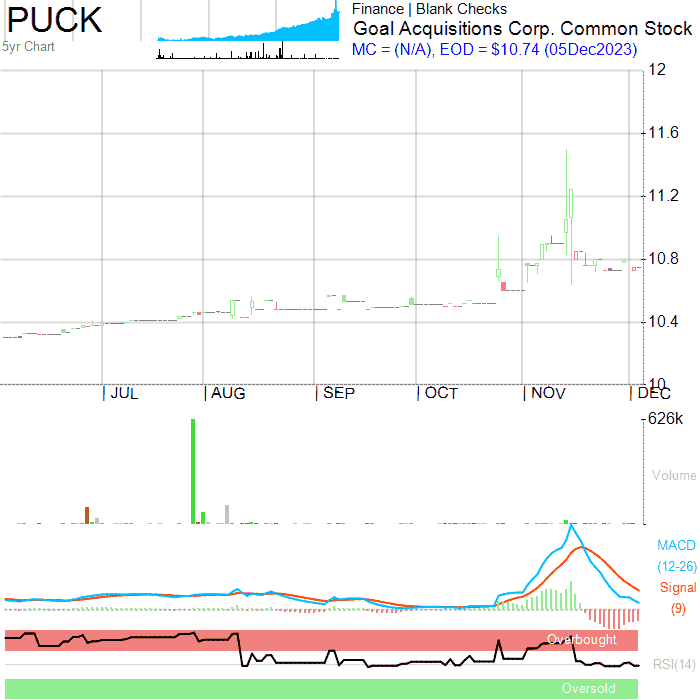 PUCK
5yr Chart
Finance | Blank Checks
Goal Acquisitions Corp. Common Stock
MC = (N/A), EOD = $10.74 (05Dec2023)
12
11.6
11.2
10.8
10.4
10
| JUL | AUG | SEP | OCT | NOV | DEC
626k
Volume
MACD
(12-26)
Signal
(9)
Overbought
RSI(14)
Oversold